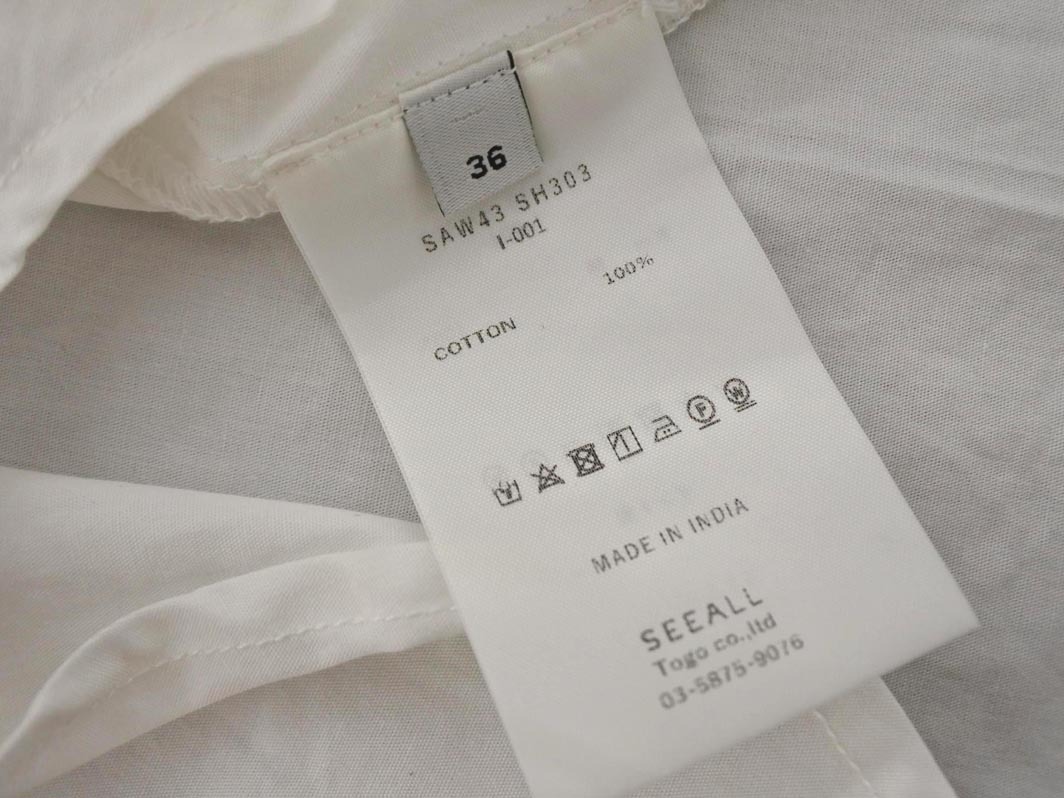 36
SAW43 SH303
I-001
100%
COTTON
F W
MADE IN INDIA
SEEALL
Togo co.,ltd
03-5875-9076